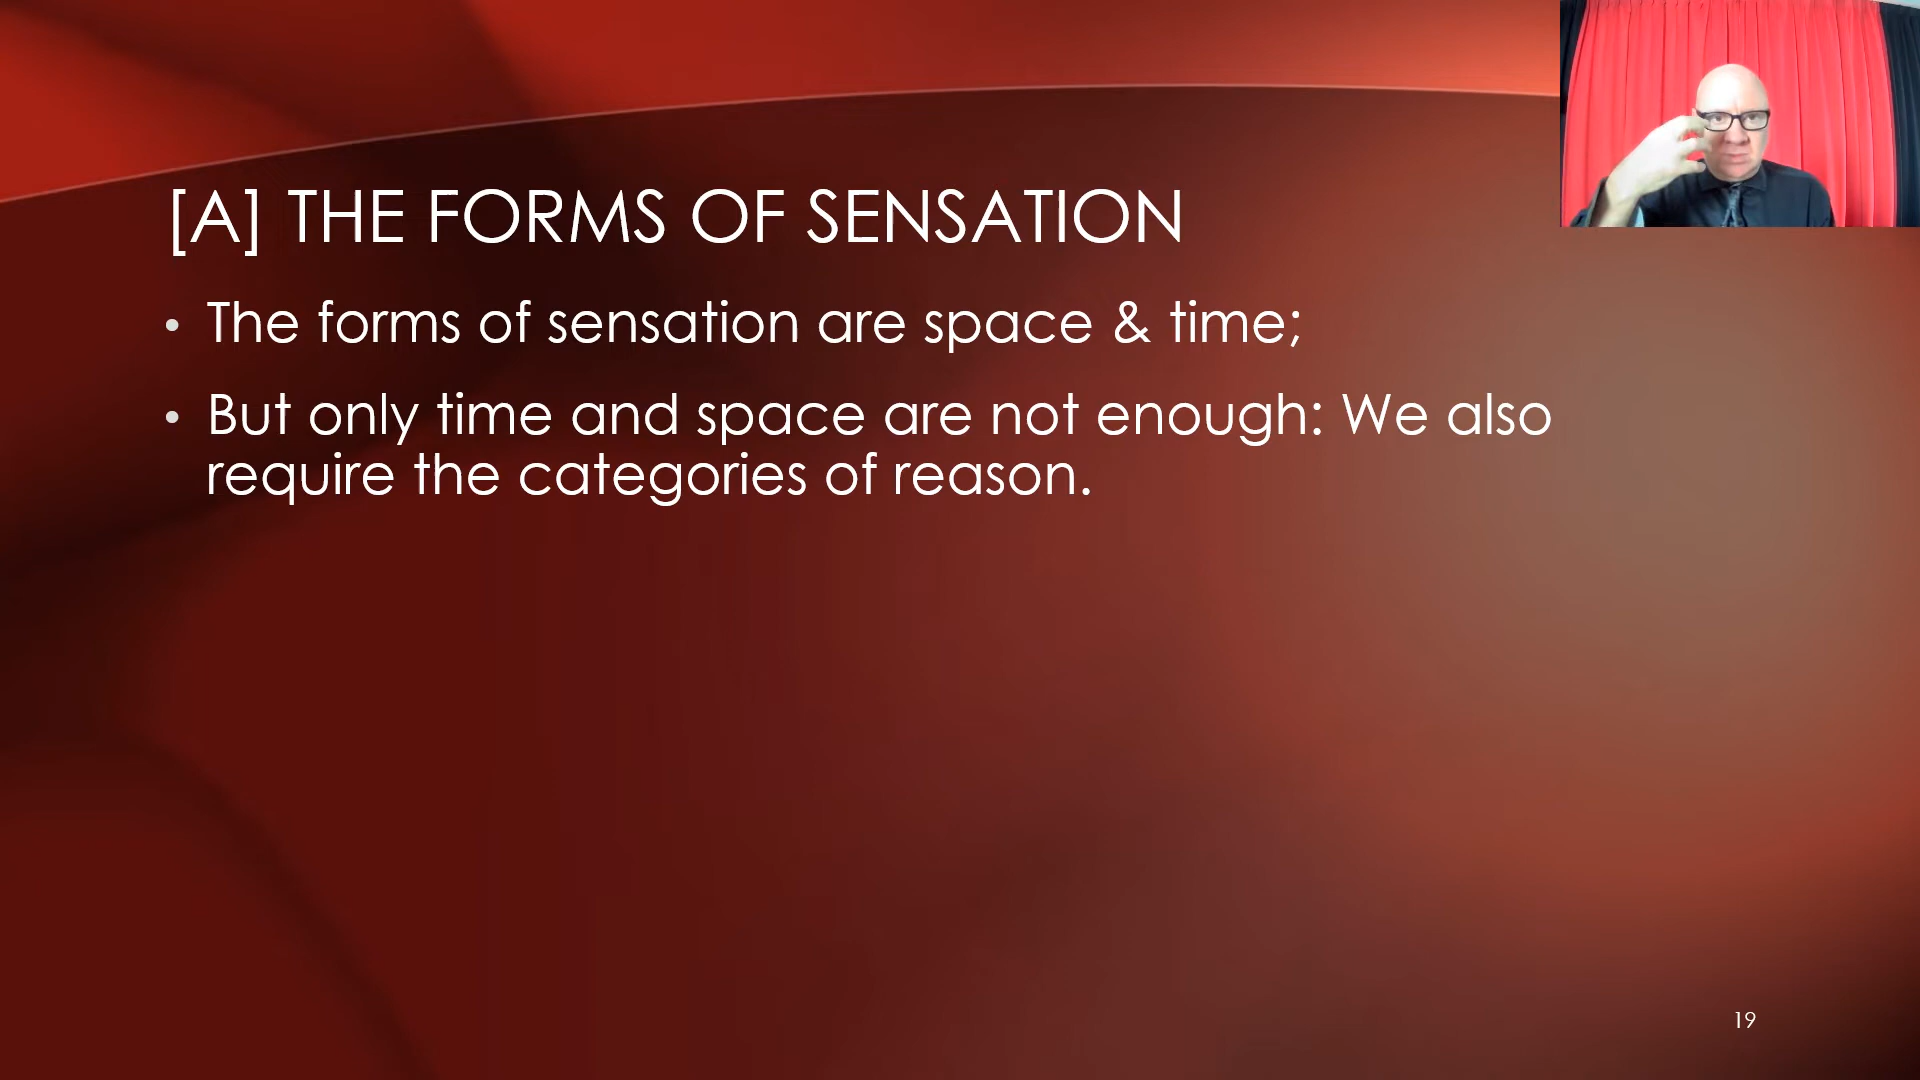 [A] THE FORMS OF SENSATION
• The forms of sensation are space & time;
• But only time and space are not enough: We also
require the categories of reason.
19